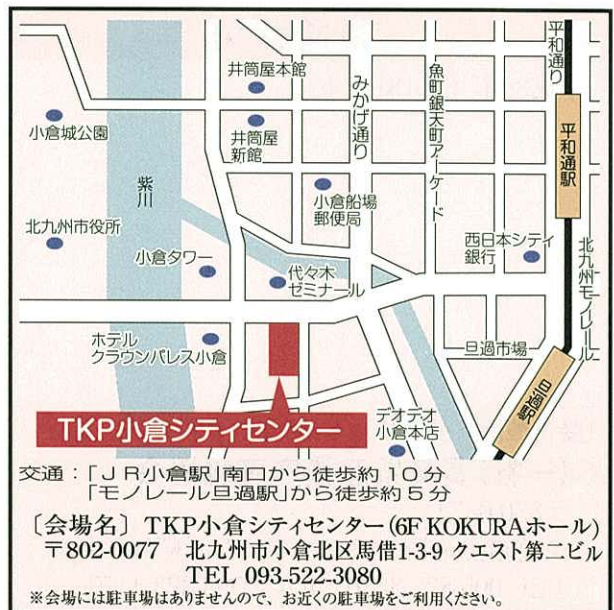 平和通り
井筒屋本館
みかげ通り
魚町銀天町アーケード
小倉城公園
井筒屋
新館
平和通駅
紫川
小倉船場
郵便局
北九州市役所
西日本シティ
銀行
北九州モノレール
小倉タワー
代々木
ゼミナール
ホテル
クラウンパレス小倉
旦過市場
旦過駅
TKP小倉シティセンター
デオデオ
小倉本店
交通：「JR小倉駅」南口から徒歩約10分
「モノレール旦過駅」から徒歩約5分
〔会場名〕TKP小倉シティセンター(6F KOKURAホール)
〒802-0077 北九州市小倉北区馬借1-3-9 クエスト第二ビル
TEL 093-522-3080
※会場には駐車場はありませんので、お近くの駐車場をご利用ください。